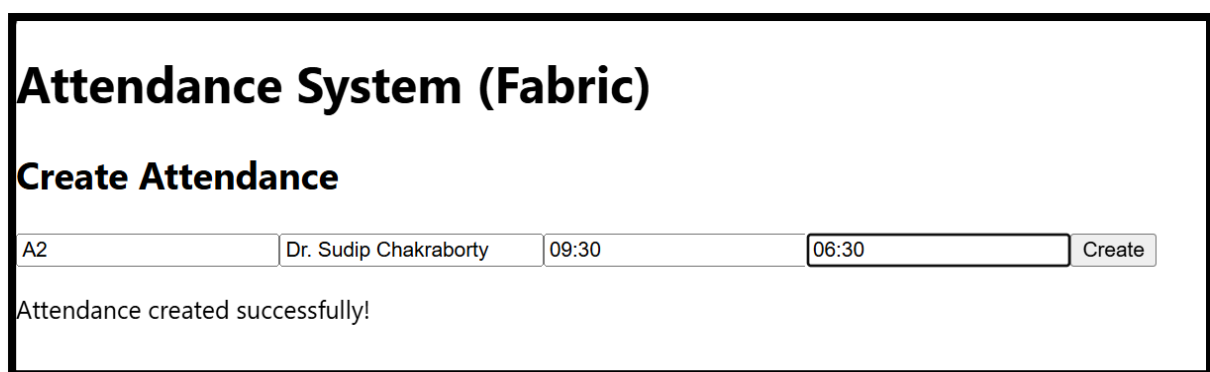 Attendance System (Fabric)
Create Attendance
A2 Dr. Sudip Chakraborty 09:30 06:30 Create
Attendance created successfully!